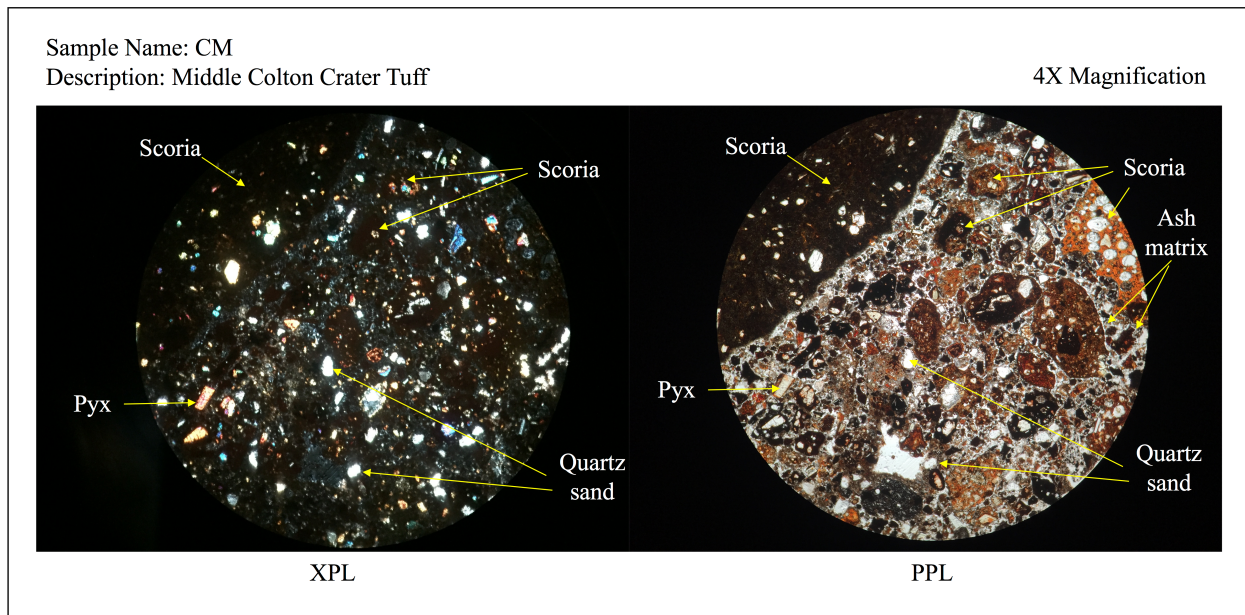 Sample Name: CM
Description: Middle Colton Crater Tuff
4X Magnification
Scoria
Scoria
Pyx
Quartz
sand
XPL
Scoria
Scoria
Ash
matrix
Pyx
Quartz
sand
PPL